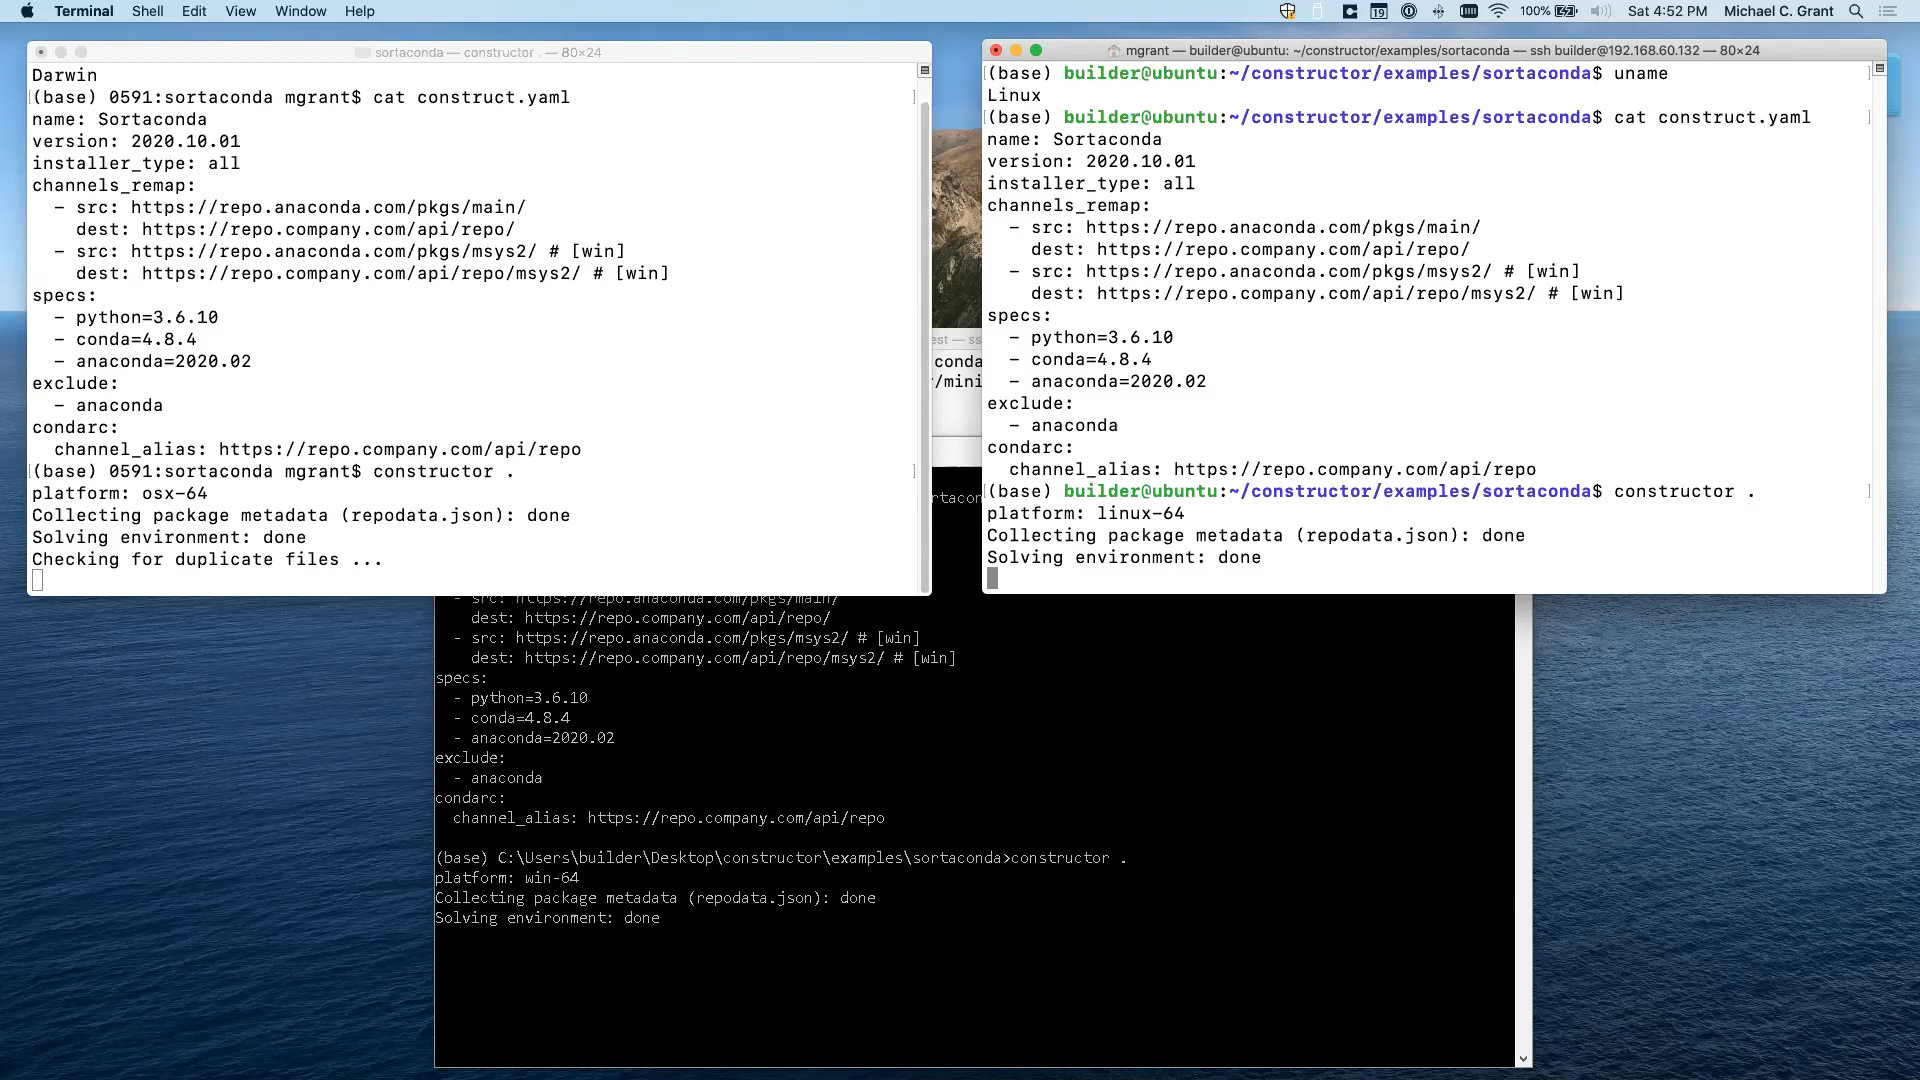 Terminal Shell Edit View Window Help
19 100% Sat 4:52 PM Michael C. Grant
sortaconda — constructor . — 80×24
Darwin
(base) 0591:sortaconda mgrant$ cat construct.yaml
name: Sortaconda
version: 2020.10.01
installer_type: all
channels_remap:
- src: https://repo.anaconda.com/pkgs/main/
dest: https://repo.company.com/api/repo/
- src: https://repo.anaconda.com/pkgs/msys2/ # [win]
dest: https://repo.company.com/api/repo/msys2/ # [win]
specs:
- python=3.6.10
- conda=4.8.4
- anaconda=2020.02
exclude:
- anaconda
condarc:
channel_alias: https://repo.company.com/api/repo
(base) 0591:sortaconda mgrant$ constructor .
platform: osx-64
Collecting package metadata (repodata.json): done
Solving environment: done
Checking for duplicate files ...
mgrant — builder@ubuntu: ~/constructor/examples/sortaconda — ssh builder@192.168.60.132 — 80×24
(base) builder@ubuntu:~/constructor/examples/sortaconda$ uname
Linux
(base) builder@ubuntu:~/constructor/examples/sortaconda$ cat construct.yaml
name: Sortaconda
version: 2020.10.01
installer_type: all
channels_remap:
- src: https://repo.anaconda.com/pkgs/main/
dest: https://repo.company.com/api/repo/
- src: https://repo.anaconda.com/pkgs/msys2/ # [win]
dest: https://repo.company.com/api/repo/msys2/ # [win]
specs:
- python=3.6.10
- conda=4.8.4
- anaconda=2020.02
exclude:
- anaconda
condarc:
channel_alias: https://repo.company.com/api/repo
(base) builder@ubuntu:~/constructor/examples/sortaconda$ constructor .
platform: linux-64
Collecting package metadata (repodata.json): done
Solving environment: done
conda
/mini
- src: https://repo.anaconda.com/pkgs/main/
dest: https://repo.company.com/api/repo/
- src: https://repo.anaconda.com/pkgs/msys2/ # [win]
dest: https://repo.company.com/api/repo/msys2/ # [win]
specs:
- python=3.6.10
- conda=4.8.4
- anaconda=2020.02
exclude:
- anaconda
condarc:
channel_alias: https://repo.company.com/api/repo
(base) C:\Users\builder\Desktop\constructor\examples\sortaconda>constructor .
platform: win-64
Collecting package metadata (repodata.json): done
Solving environment: done